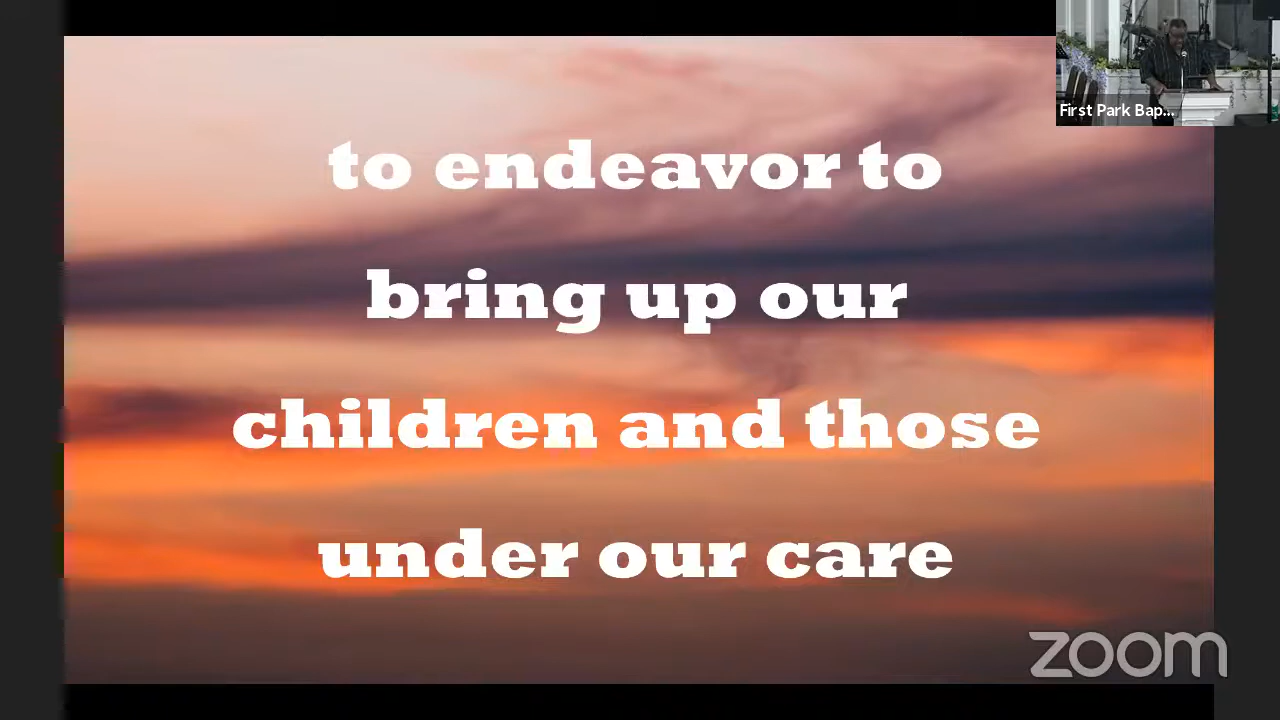 First Park Bap...
to endeavor to
bring up our
children and those
under our care
zoom